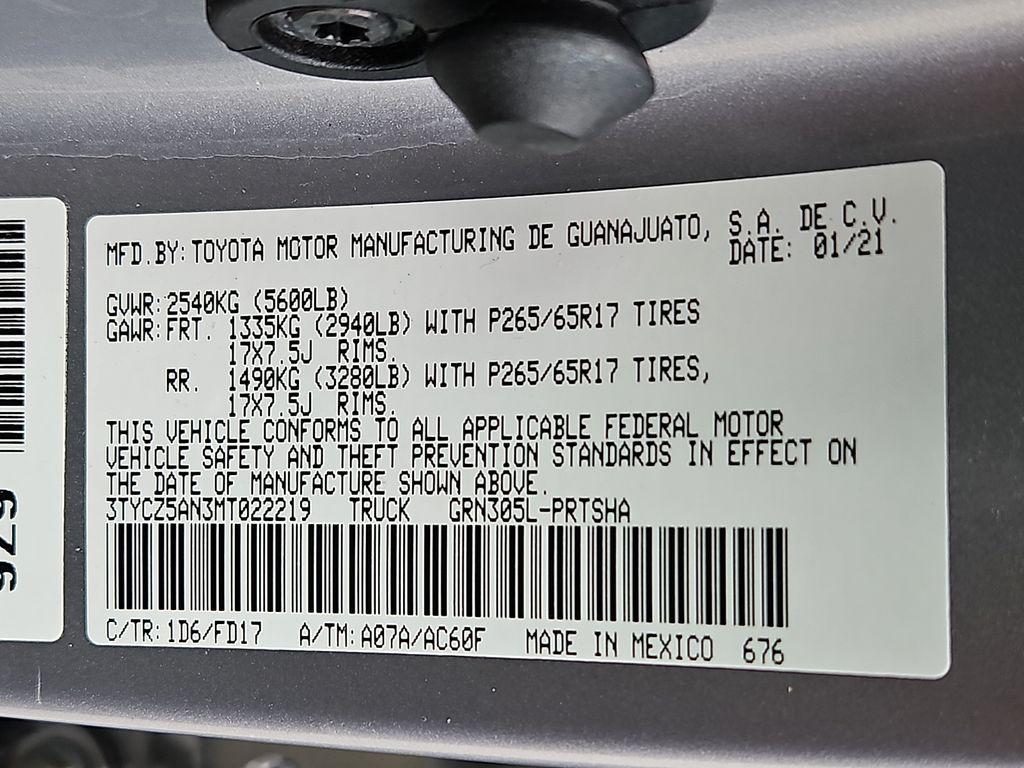 MFD.BY: TOYOTA MOTOR MANUFACTURING DE GUANAJUATO, S.A. DE C.V.
DATE: 01/21
GVWR: 2540KG (5600LB)
GAWR: FRT. 1335KG (2940LB) WITH P265/65R17 TIRES
17X7.5J RIMS.
RR. 1490KG (3280LB) WITH P265/65R17 TIRES,
17X7.5J RIMS.
THIS VEHICLE CONFORMS TO ALL APPLICABLE FEDERAL MOTOR
VEHICLE SAFETY AND THEFT PREVENTION STANDARDS IN EFFECT ON
THE DATE OF MANUFACTURE SHOWN ABOVE.
3TYCZ5AN3MT022219 TRUCK GRN305L-PRTSHA
C/TR: 1D6/FD17 A/TM: A07A/AC60F MADE IN MEXICO 676